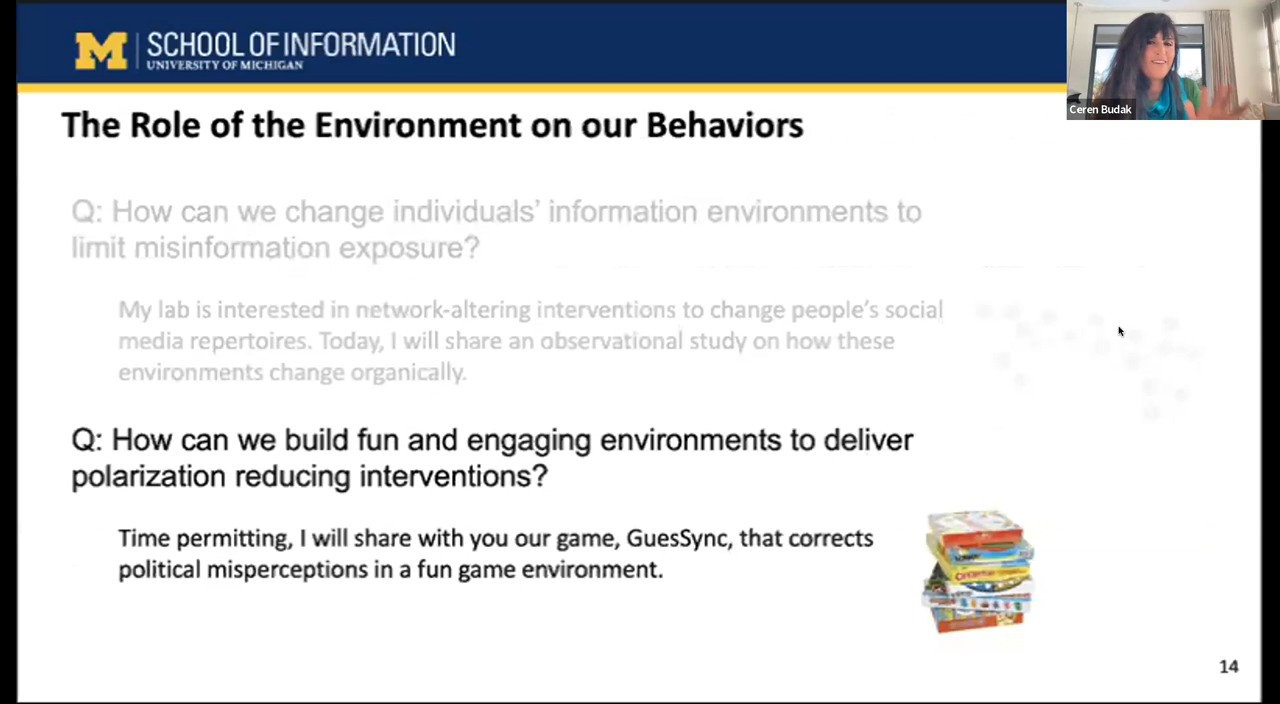 M
SCHOOL OF INFORMATION
UNIVERSITY OF MICHIGAN
Ceren Budak
The Role of the Environment on our Behaviors
Q: How can we change individuals’ information environments to
limit misinformation exposure?
My lab is interested in network-altering interventions to change people’s social
media repertoires. Today, I will share an observational study on how these
environments change organically.
Q: How can we build fun and engaging environments to deliver
polarization reducing interventions?
Time permitting, I will share with you our game, GuesSync, that corrects
political misperceptions in a fun game environment.
14